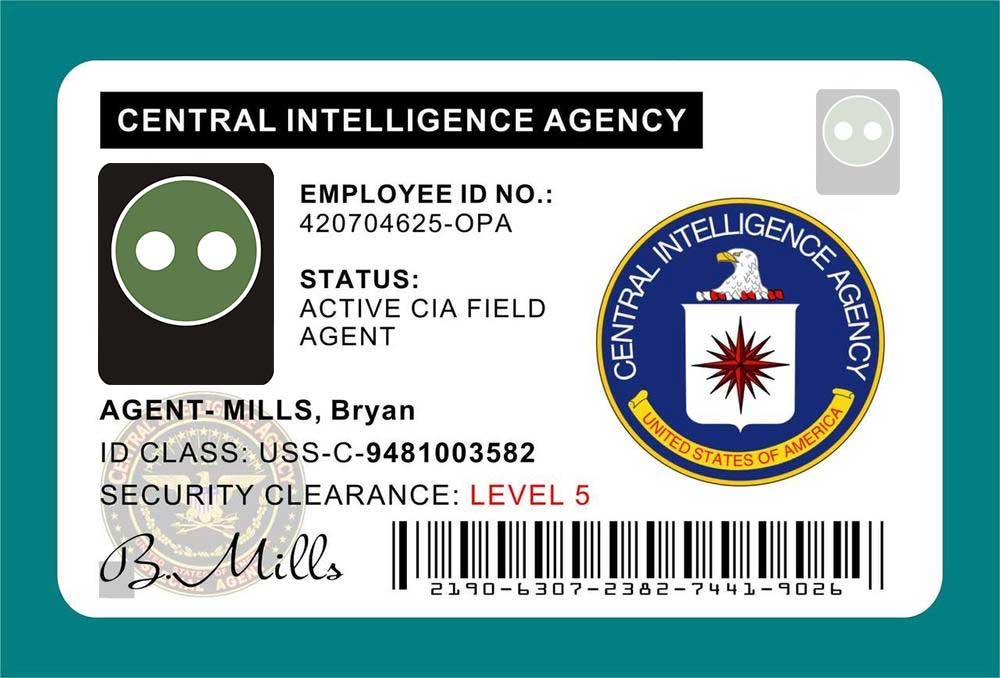 CENTRAL INTELLIGENCE AGENCY
EMPLOYEE ID NO.:
420704625-OPA
STATUS:
ACTIVE CIA FIELD
AGENT
CENTRAL INTELLIGENCE AGENCY
UNITED STATES OF AMERICA
AGENT- MILLS, Bryan
ID CLASS: USS-C-9481003582
SECURITY CLEARANCE: LEVEL 5
B. Mills
2190-6307-2382-7441-9026